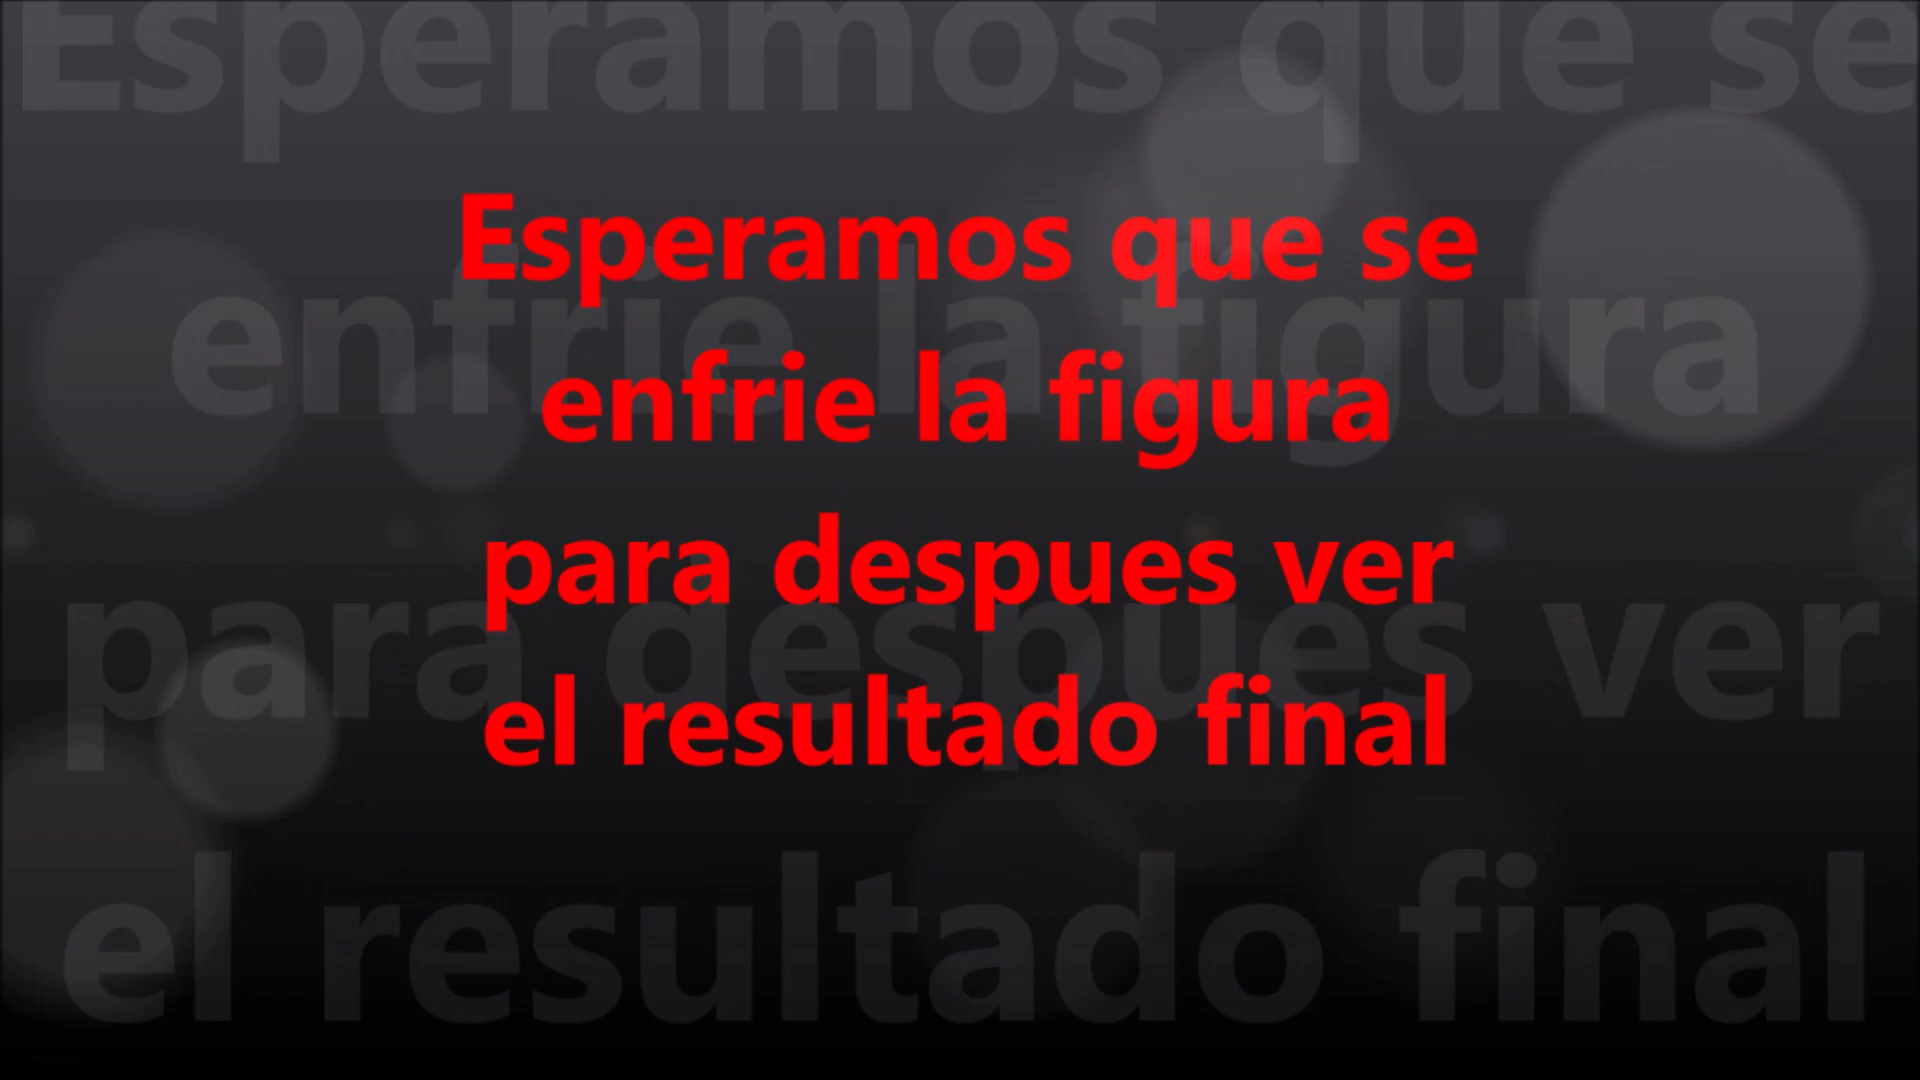 Esperamos que se
enfrie la figura
para despues ver
el resultado final